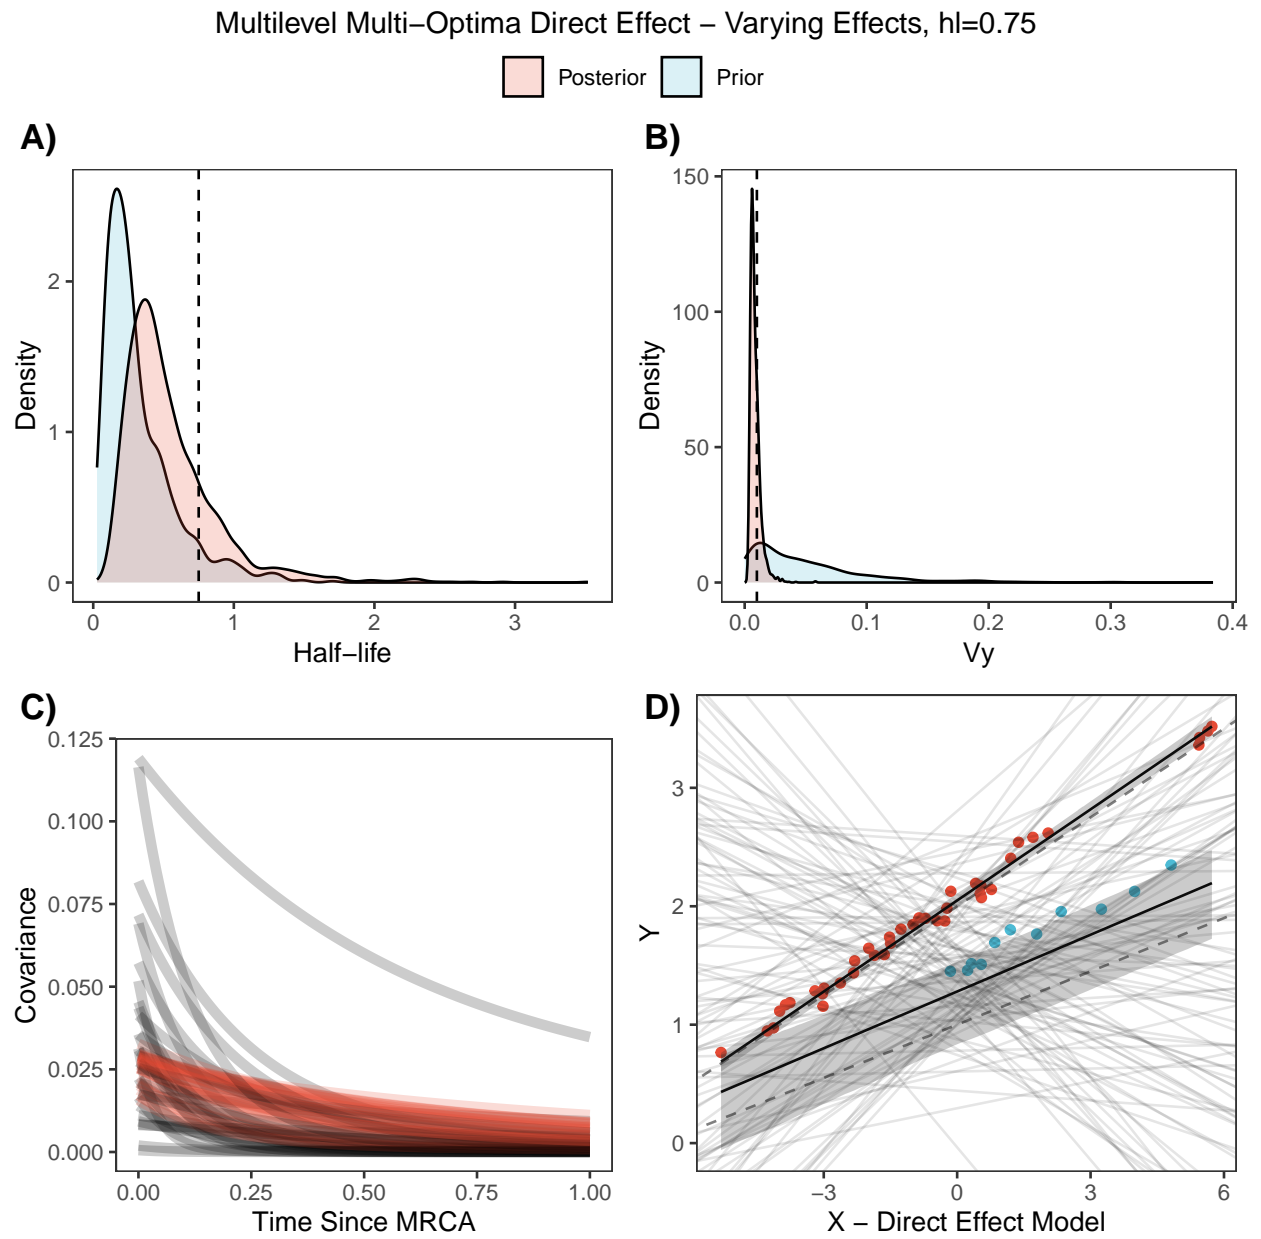 Multilevel Multi−Optima Direct Effect − Varying Effects, hl=0.75
Posterior Prior
A)
Density
0
1
2
0 1 2 3
Half−life
B)
Density
0
50
100
150
0.0 0.1 0.2 0.3 0.4
Vy
C)
Covariance
0.000
0.025
0.050
0.075
0.100
0.125
0.00 0.25 0.50 0.75 1.00
Time Since MRCA
D)
Y
0
1
2
3
−3 0 3 6
X − Direct Effect Model